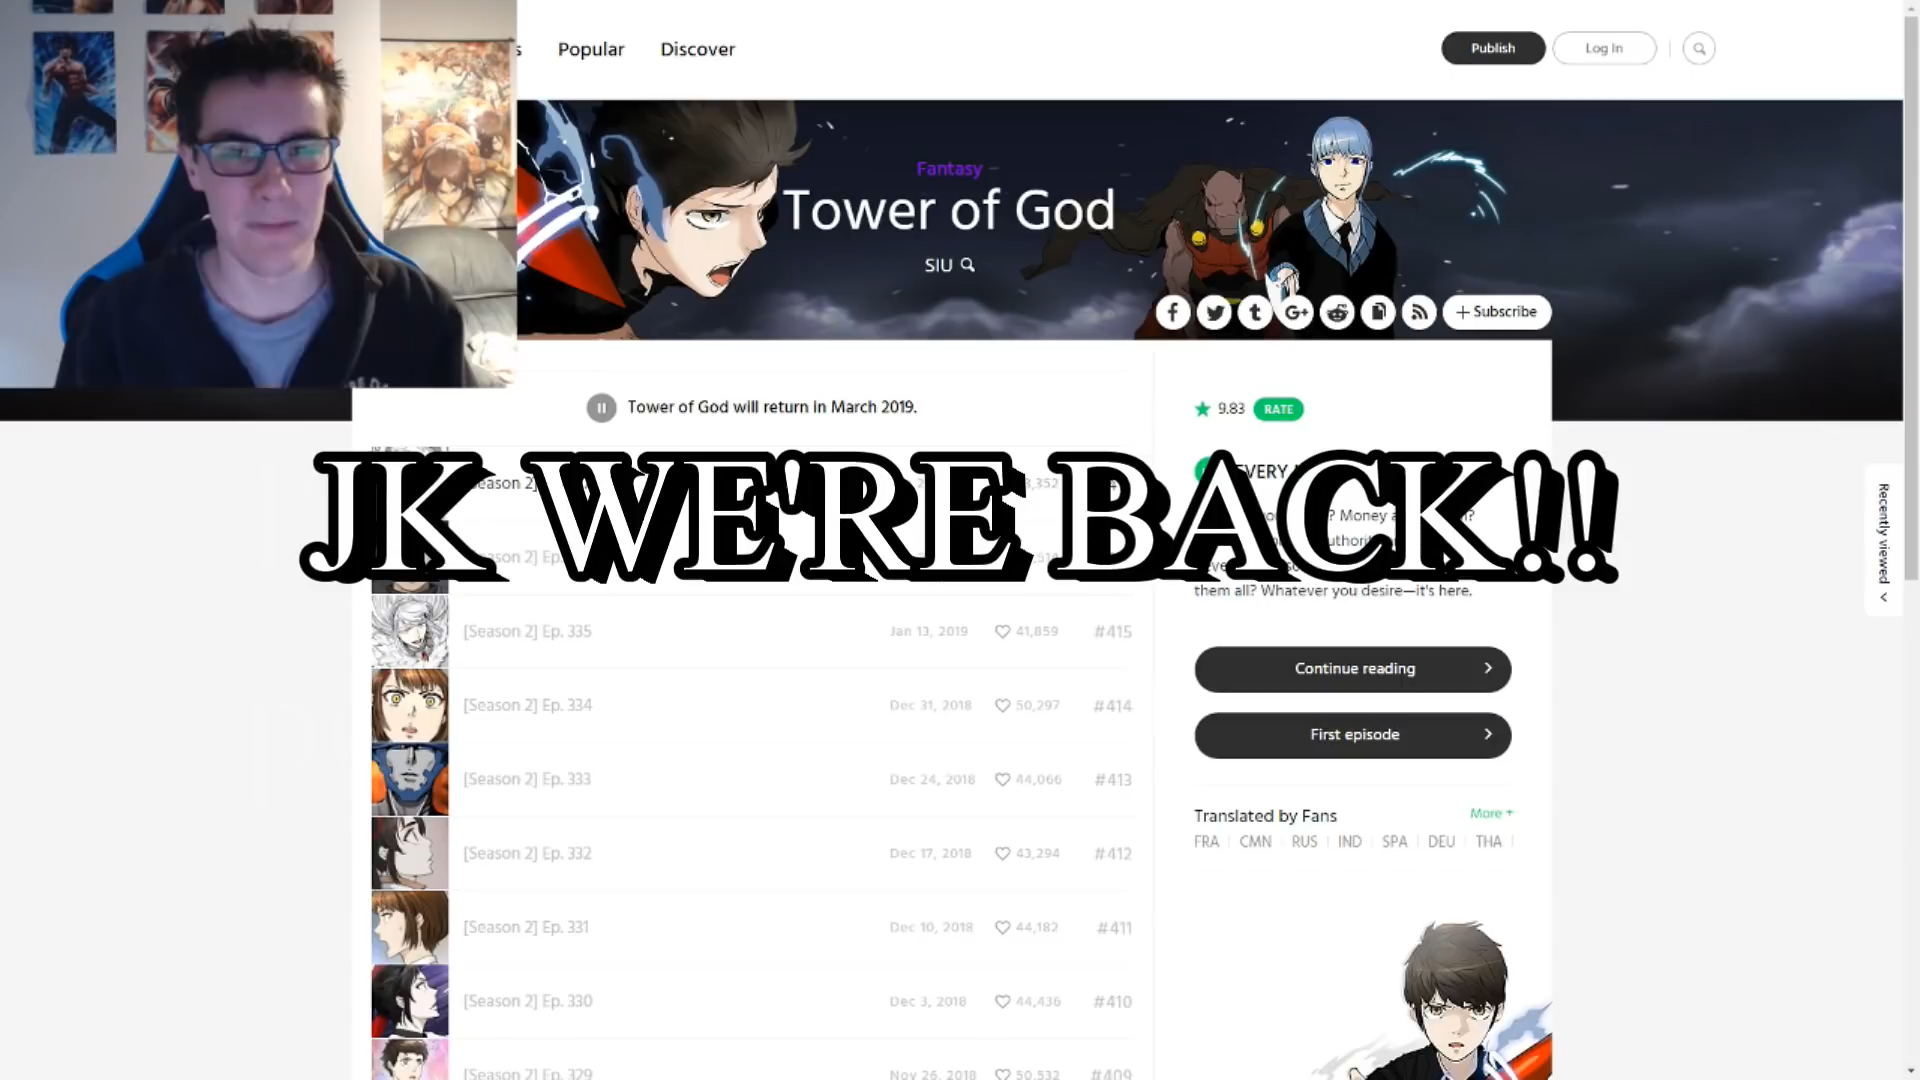 Popular
Discover
Publish
Log In
Fantasy
Tower of God
SIU
Subscribe
Tower of God will return in March 2019.
9.83
RATE
JK WE'RE BACK!!
them all? Whatever you desire—it's here.
[Season 2] Ep. 335 Jan 13, 2019 41,859 #415
[Season 2] Ep. 334 Dec 31, 2018 50,297 #414
[Season 2] Ep. 333 Dec 24, 2018 44,066 #413
[Season 2] Ep. 332 Dec 17, 2018 43,294 #412
[Season 2] Ep. 331 Dec 10, 2018 44,182 #411
[Season 2] Ep. 330 Dec 3, 2018 44,436 #410
[Season 2] Ep. 329 Nov 26, 2018 50,532 #409
Continue reading
First episode
Translated by Fans
More +
FRA CMN RUS IND SPA DEU THA
Recently viewed